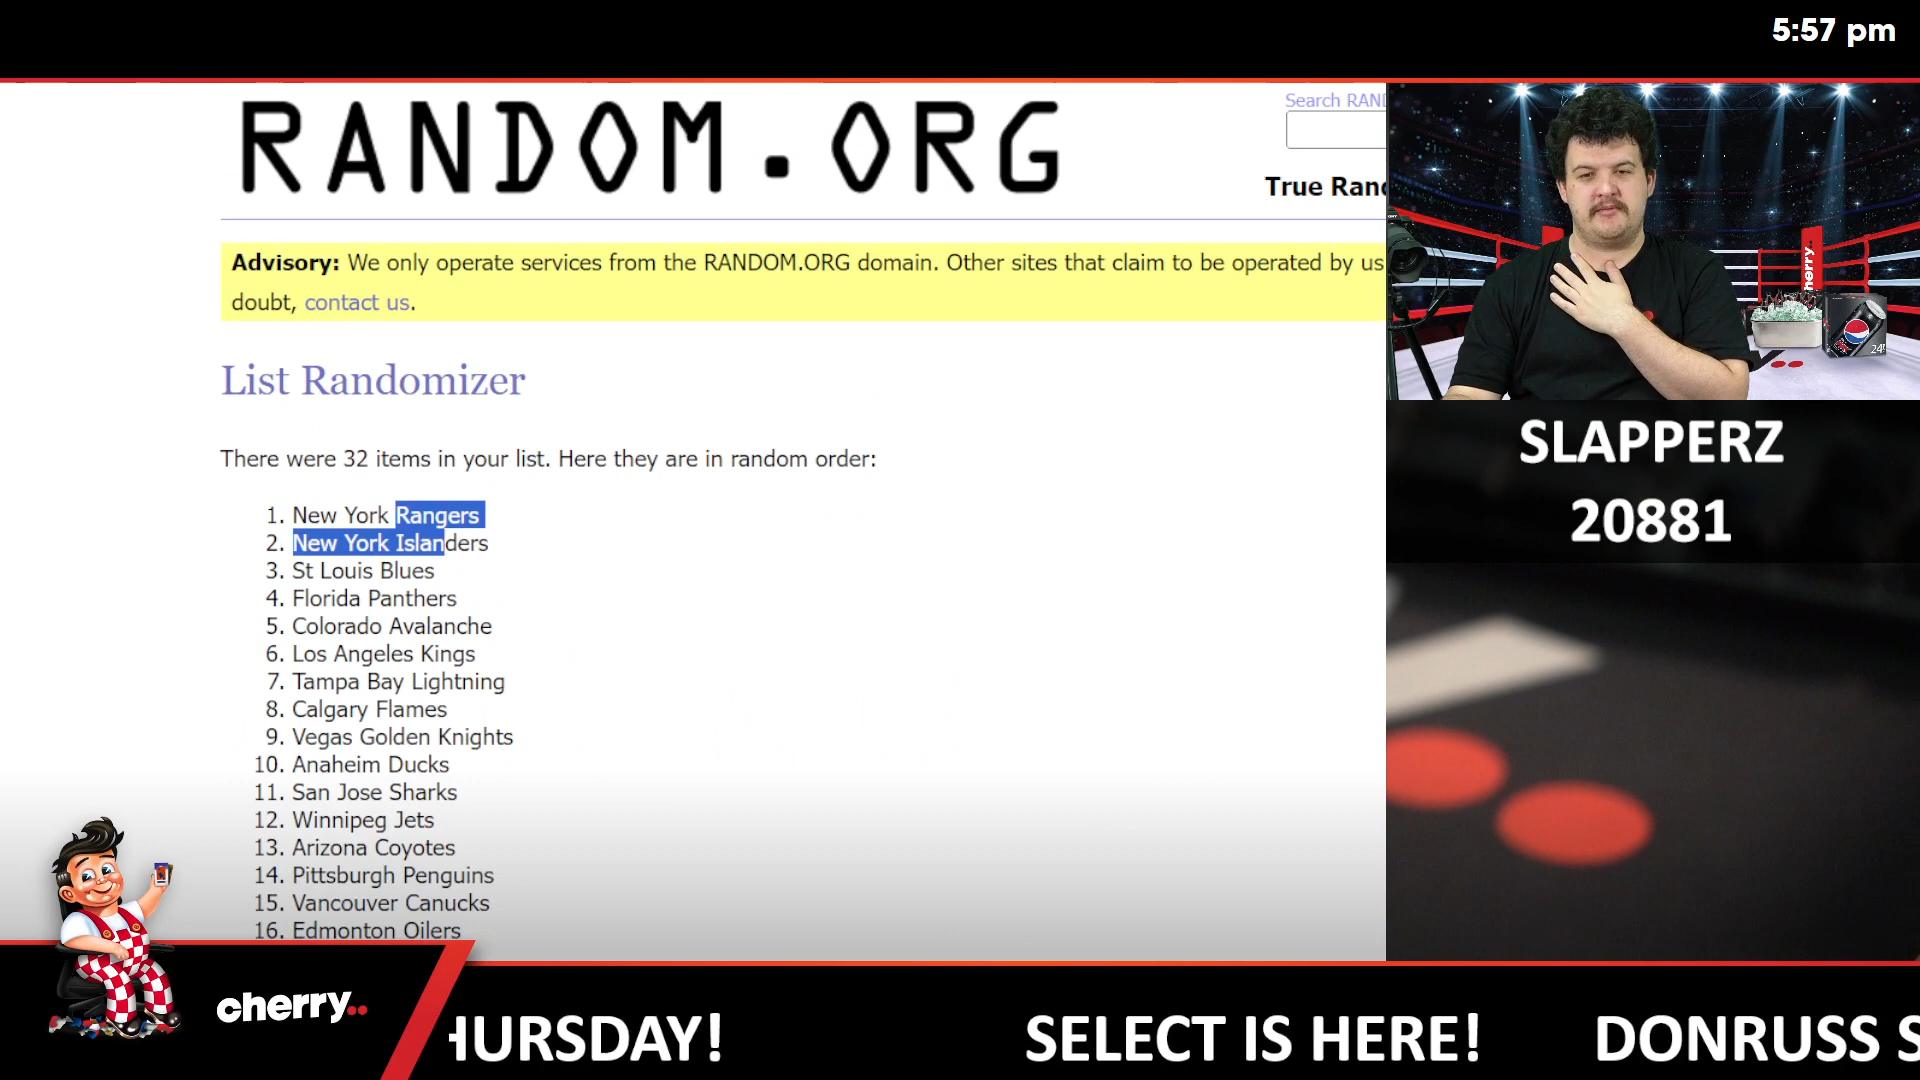 5:57 pm
RANDOM.ORG
Search RAND
True Rand
Advisory: We only operate services from the RANDOM.ORG domain. Other sites that claim to be operated by us
doubt, contact us.
List Randomizer
There were 32 items in your list. Here they are in random order:
1. New York Rangers
2. New York Islanders
3. St Louis Blues
4. Florida Panthers
5. Colorado Avalanche
6. Los Angeles Kings
7. Tampa Bay Lightning
8. Calgary Flames
9. Vegas Golden Knights
10. Anaheim Ducks
11. San Jose Sharks
12. Winnipeg Jets
13. Arizona Coyotes
14. Pittsburgh Penguins
15. Vancouver Canucks
16. Edmonton Oilers
cherry.
24
SLAPPERZ
20881
cherry..
HURSDAY!
SELECT IS HERE!
DONRUSS S